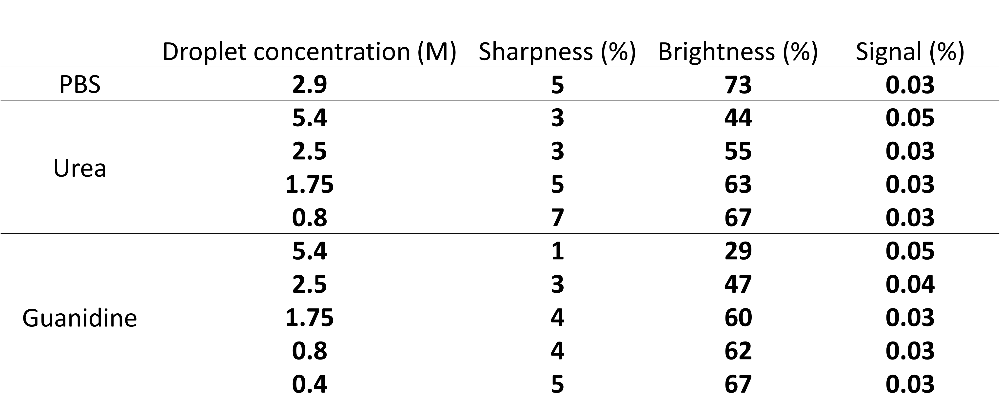 Droplet concentration (M) Sharpness (%) Brightness (%) Signal (%)
PBS 2.9 5 73 0.03
Urea
5.4 3 44 0.05
2.5 3 55 0.03
1.75 5 63 0.03
0.8 7 67 0.03
Guanidine
5.4 1 29 0.05
2.5 3 47 0.04
1.75 4 60 0.03
0.8 4 62 0.03
0.4 5 67 0.03